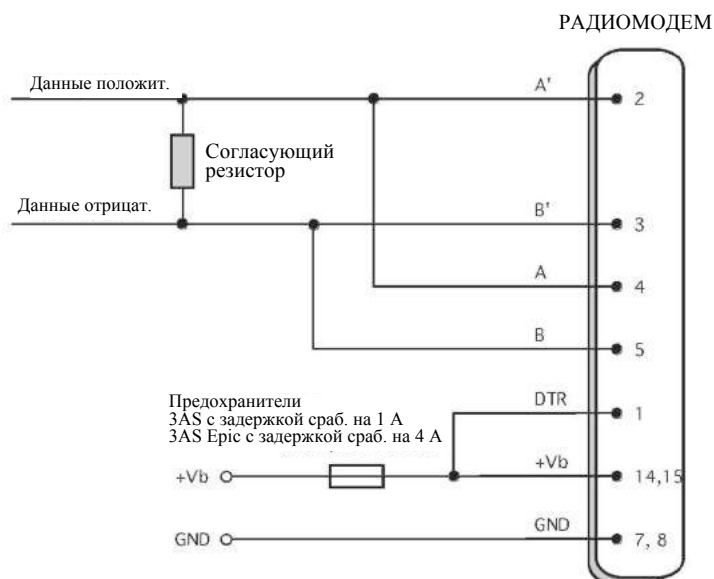 РАДИОМОДЕМ
Данные положит.
A'
2
Согласующий
резистор
Данные отрицат.
B'
3
A
4
B
5
Предохранители
3AS с задержкой сраб. на 1 А
3AS Epic с задержкой сраб. на 4 А
DTR
1
+Vb
+Vb
14,15
GND
GND
7, 8